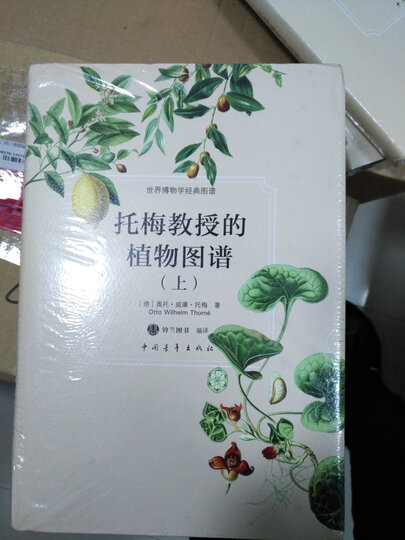 世界博物学经典图谱
托梅教授的
植物图谱
(上)
[德]奥托·威廉·托梅 著
Otto Wilhelm Thomé
铃兰图书 编译
中国青年出版社